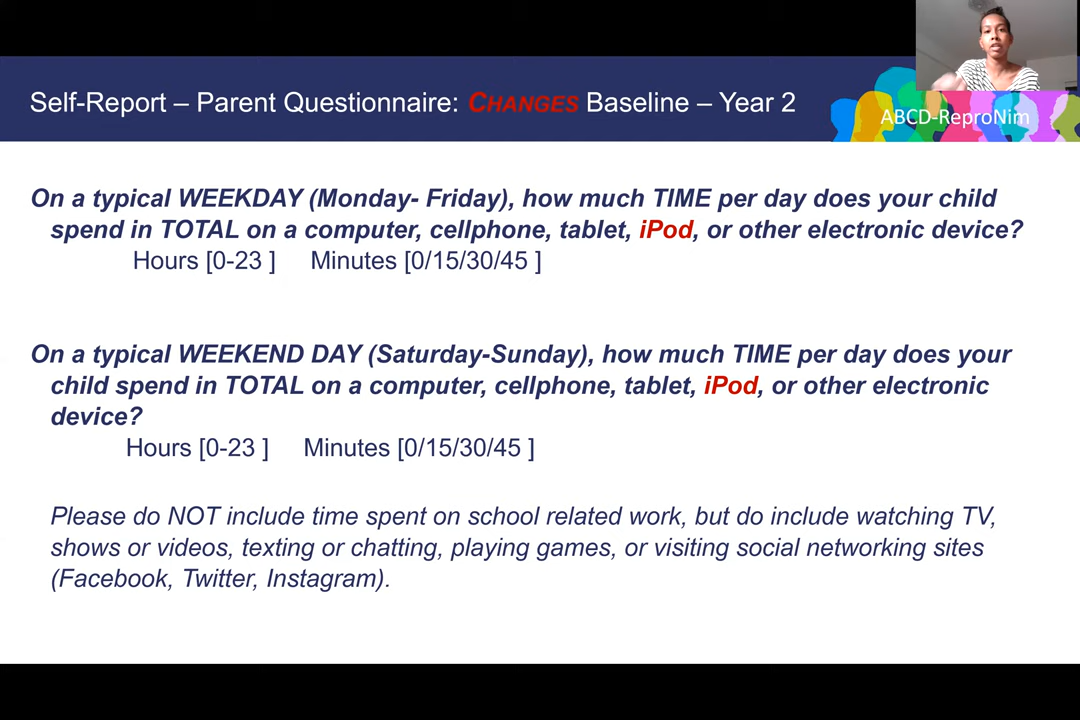 Self-Report – Parent Questionnaire: CHANGES Baseline – Year 2
ABCD-ReproNim
On a typical WEEKDAY (Monday- Friday), how much TIME per day does your child
spend in TOTAL on a computer, cellphone, tablet, iPod, or other electronic device?
Hours [0-23 ] Minutes [0/15/30/45 ]
On a typical WEEKEND DAY (Saturday-Sunday), how much TIME per day does your
child spend in TOTAL on a computer, cellphone, tablet, iPod, or other electronic
device?
Hours [0-23 ] Minutes [0/15/30/45 ]
Please do NOT include time spent on school related work, but do include watching TV,
shows or videos, texting or chatting, playing games, or visiting social networking sites
(Facebook, Twitter, Instagram).